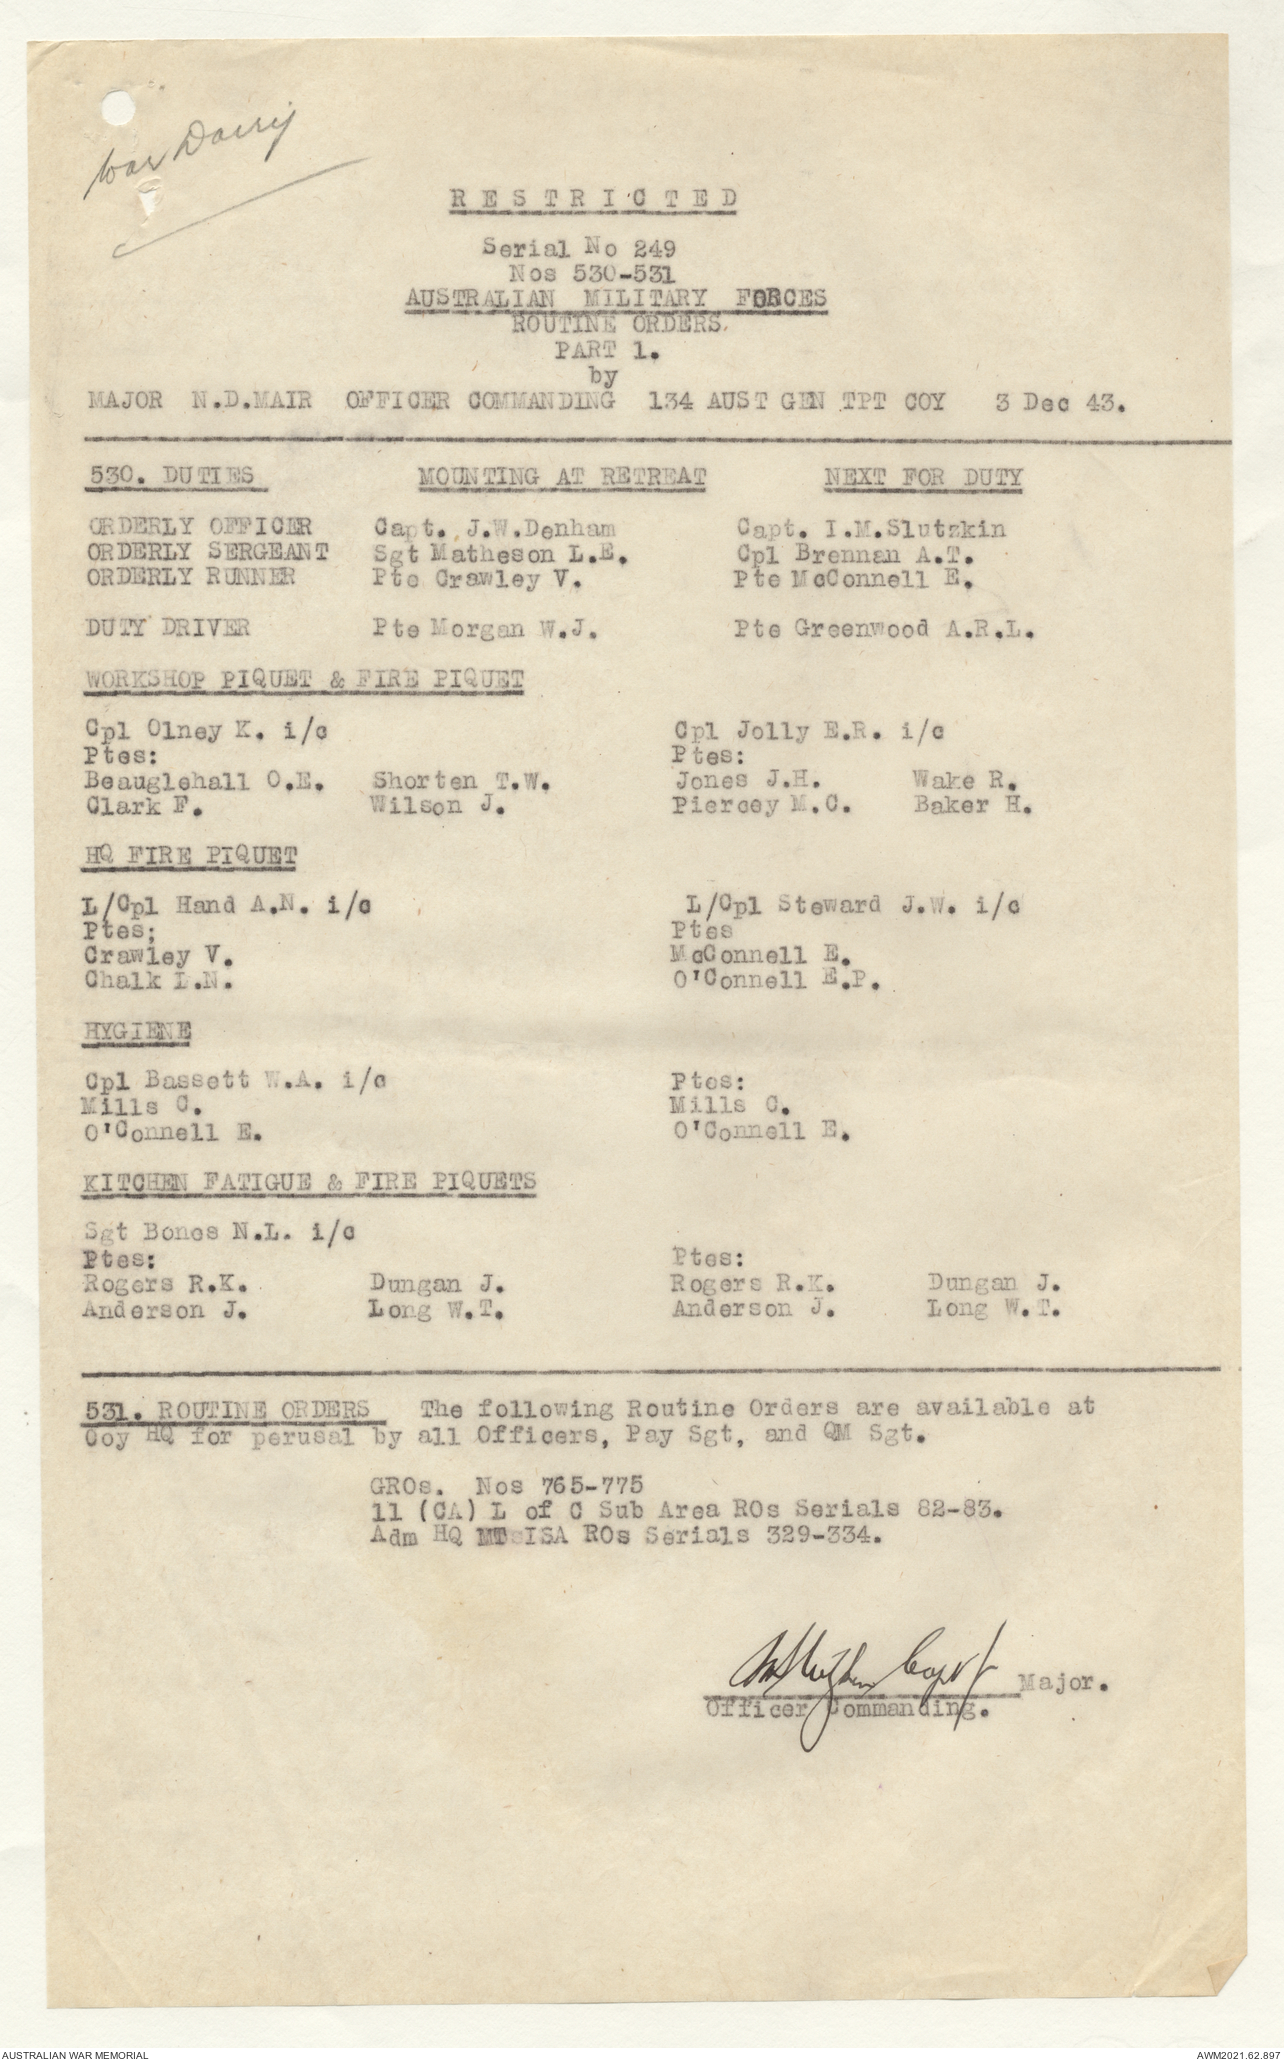 War Dairy
RESTRICTED
Serial No 249
Nos 530-531
AUSTRALIAN MILITARY FORCES
ROUTINE ORDERS.
PART 1.
by
MAJOR N.D.MAIR OFFICER COMMANDING 134 AUST GEN TPT COY 3 Dec 43.
530. DUTIES MOUNTING AT RETREAT NEXT FOR DUTY
ORDERLY OFFICER Capt. J.W.Denham Capt. I.M.Slutzkin
ORDERLY SERGEANT Sgt Matheson L.E. Cpl Brennan A.T.
ORDERLY RUNNER Pte Crawley V. Pte McConnell E.
DUTY DRIVER Pte Morgan W.J. Pte Greenwood A.R.L.
WORKSHOP PIQUET & FIRE PIQUET
Cpl Olney K. i/c Cpl Jolly E.R. i/c
Ptes: Ptes:
Beauglehall O.E. Shorten T.W. Jones J.H. Wake R.
Clark F. Wilson J. Piercey M.C. Baker H.
HQ FIRE PIQUET
L/Cpl Hand A.N. i/c L/Cpl Steward J.W. i/c
Ptes; Ptes
Crawley V. McConnell E.
Chalk L.N. O'Connell E.P.
HYGIENE
Cpl Bassett W.A. i/c Ptes:
Mills C. Mills C.
O'Connell E. O'Connell E.
KITCHEN FATIGUE & FIRE PIQUETS
Sgt Bones N.L. i/c
Ptes: Ptes:
Rogers R.K. Dungan J. Rogers R.K. Dungan J.
Anderson J. Long W.T. Anderson J. Long W.T.
531. ROUTINE ORDERS The following Routine Orders are available at
Coy HQ for perusal by all Officers, Pay Sgt, and QM Sgt.
GROs. Nos 765-775
11 (CA) L of C Sub Area ROs Serials 82-83.
Adm HQ MTsISA ROs Serials 329-334.
Capt Major.
Officer Commanding.
AUSTRALIAN WAR MEMORIAL AWM2021.62.897